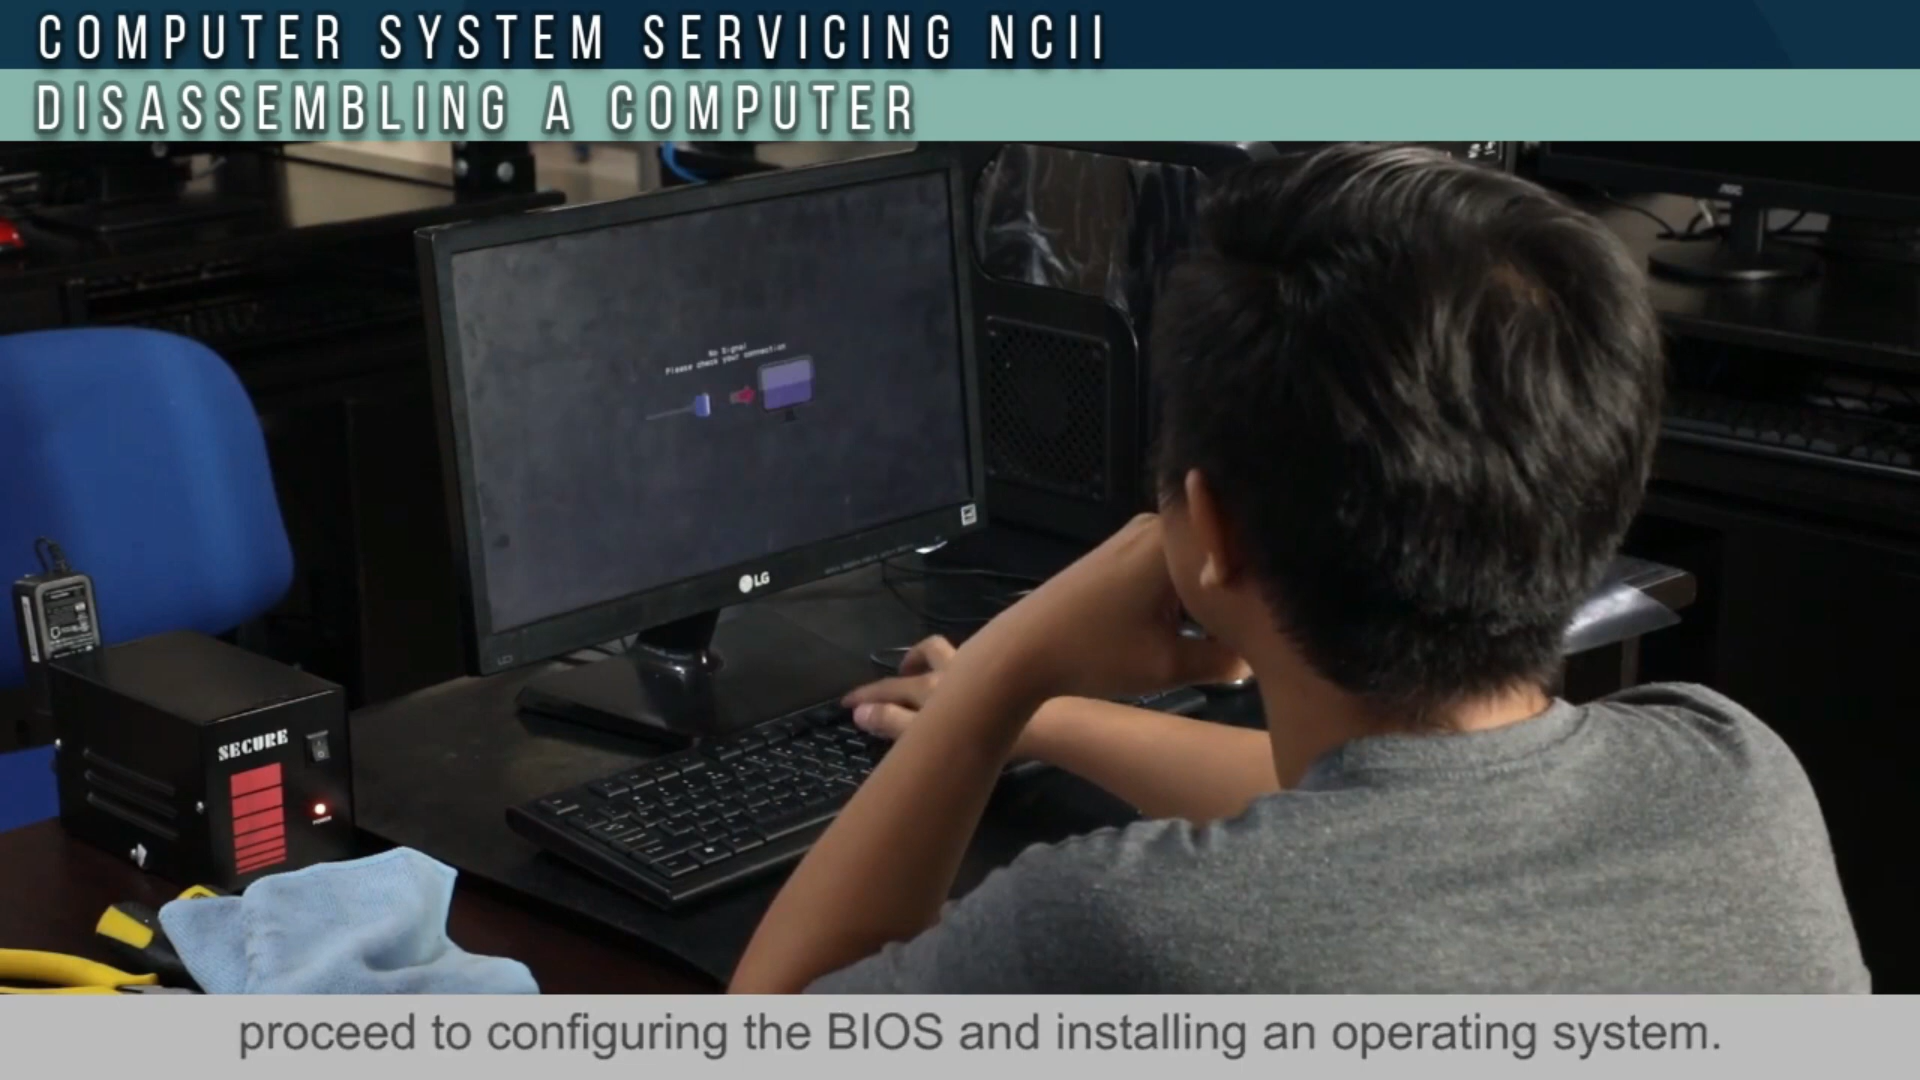 COMPUTER SYSTEM SERVICING NCII
DISASSEMBLING A COMPUTER
No Signal
Please check your connection
LG
SECURE
POWER
proceed to configuring the BIOS and installing an operating system.